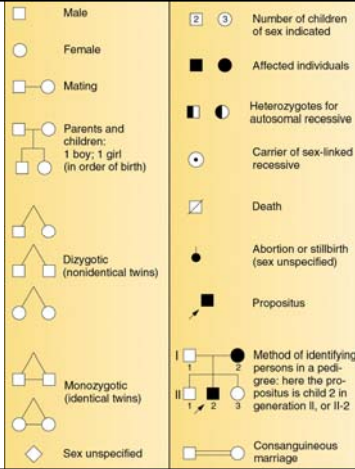 Male
Female
Mating
Parents and
children:
1 boy; 1 girl
(in order of birth)
Dizygotic
(nonidentical twins)
Monozygotic
(identical twins)
Sex unspecified
2 3 Number of children
of sex indicated
Affected individuals
Heterozygotes for
autosomal recessive
Carrier of sex-linked
recessive
Death
Abortion or stillbirth
(sex unspecified)
Propositus
I
1 2
II
1 2 3
Method of identifying
persons in a pedi-
gree: here the pro-
positus is child 2 in
generation II, or II-2
Consanguineous
marriage